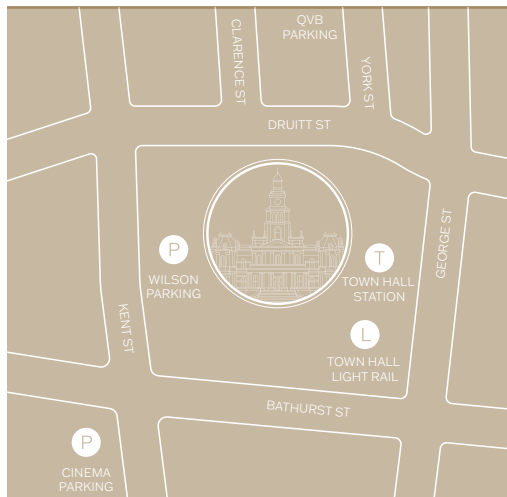 QVB
PARKING
CLARENCE ST
YORK ST
DRUITT ST
GEORGE ST
P
WILSON
PARKING
T
TOWN HALL
STATION
KENT ST
L
TOWN HALL
LIGHT RAIL
BATHURST ST
P
CINEMA
PARKING